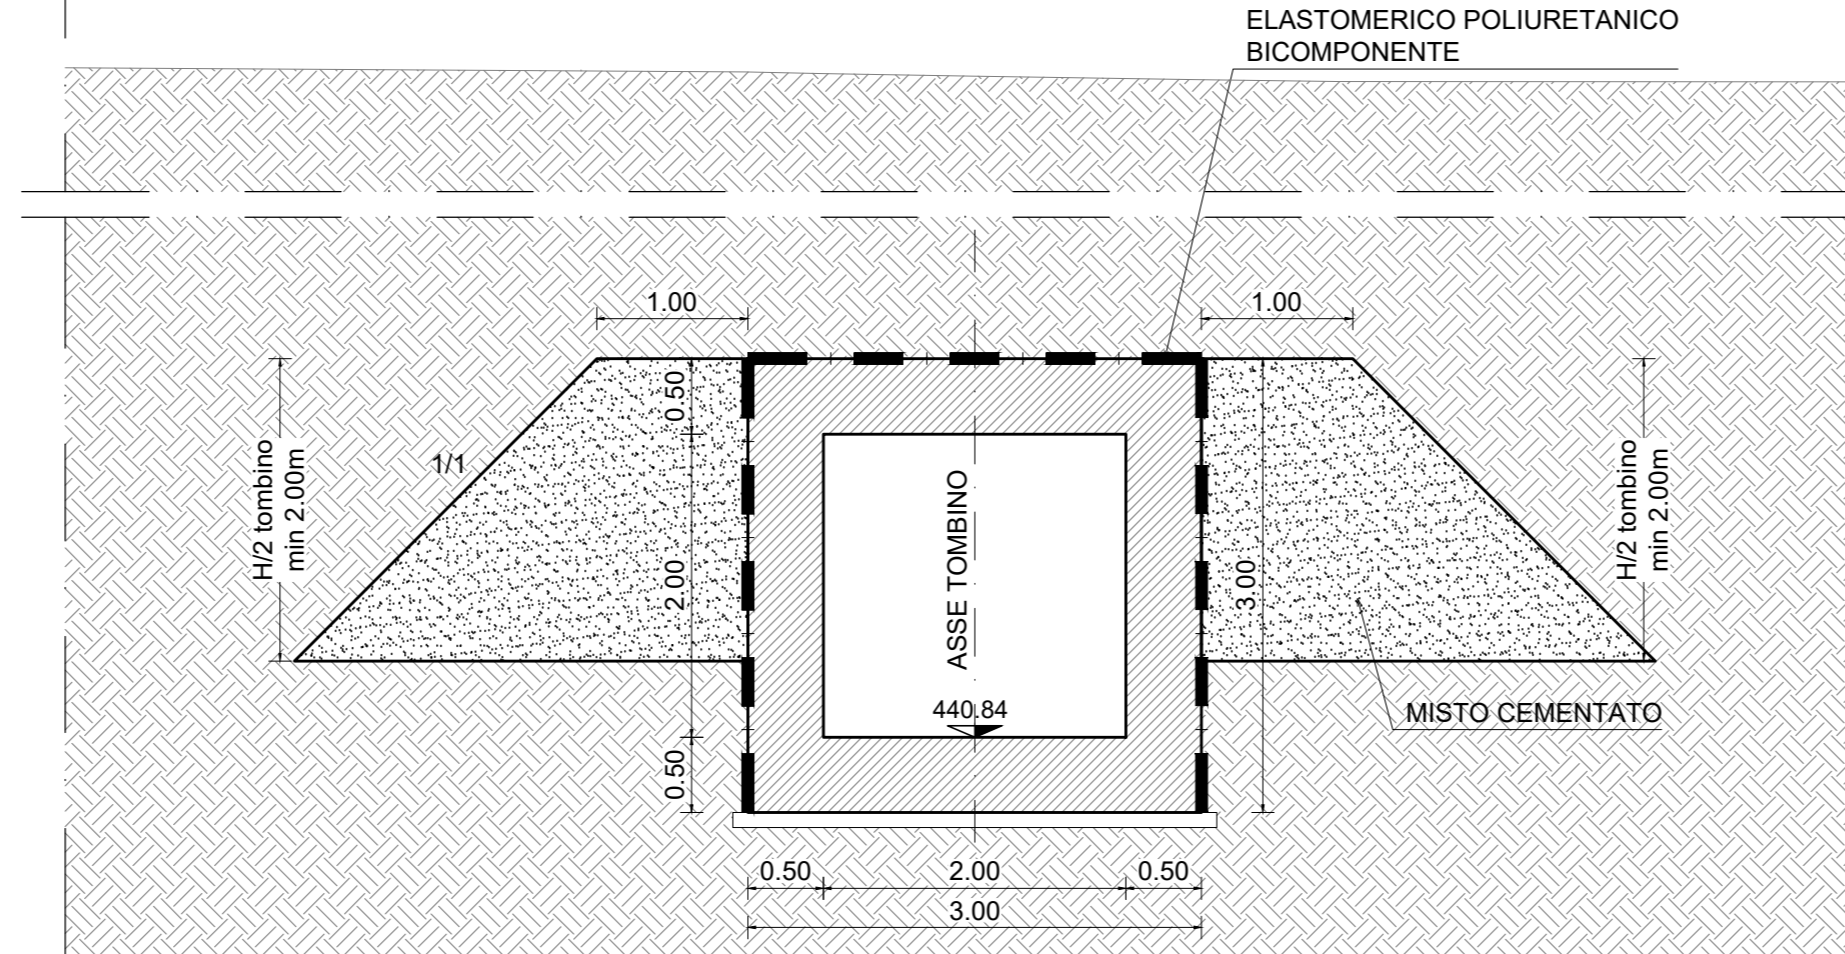 ELASTOMERICO POLIURETANICO
BICOMPONENTE
1.00
1.00
0.50
H/2 tombino
min 2.00m
1/1
2.00
ASSE TOMBINO
3.00
H/2 tombino
min 2.00m
440.84
MISTO CEMENTATO
0.50
0.50
2.00
0.50
3.00